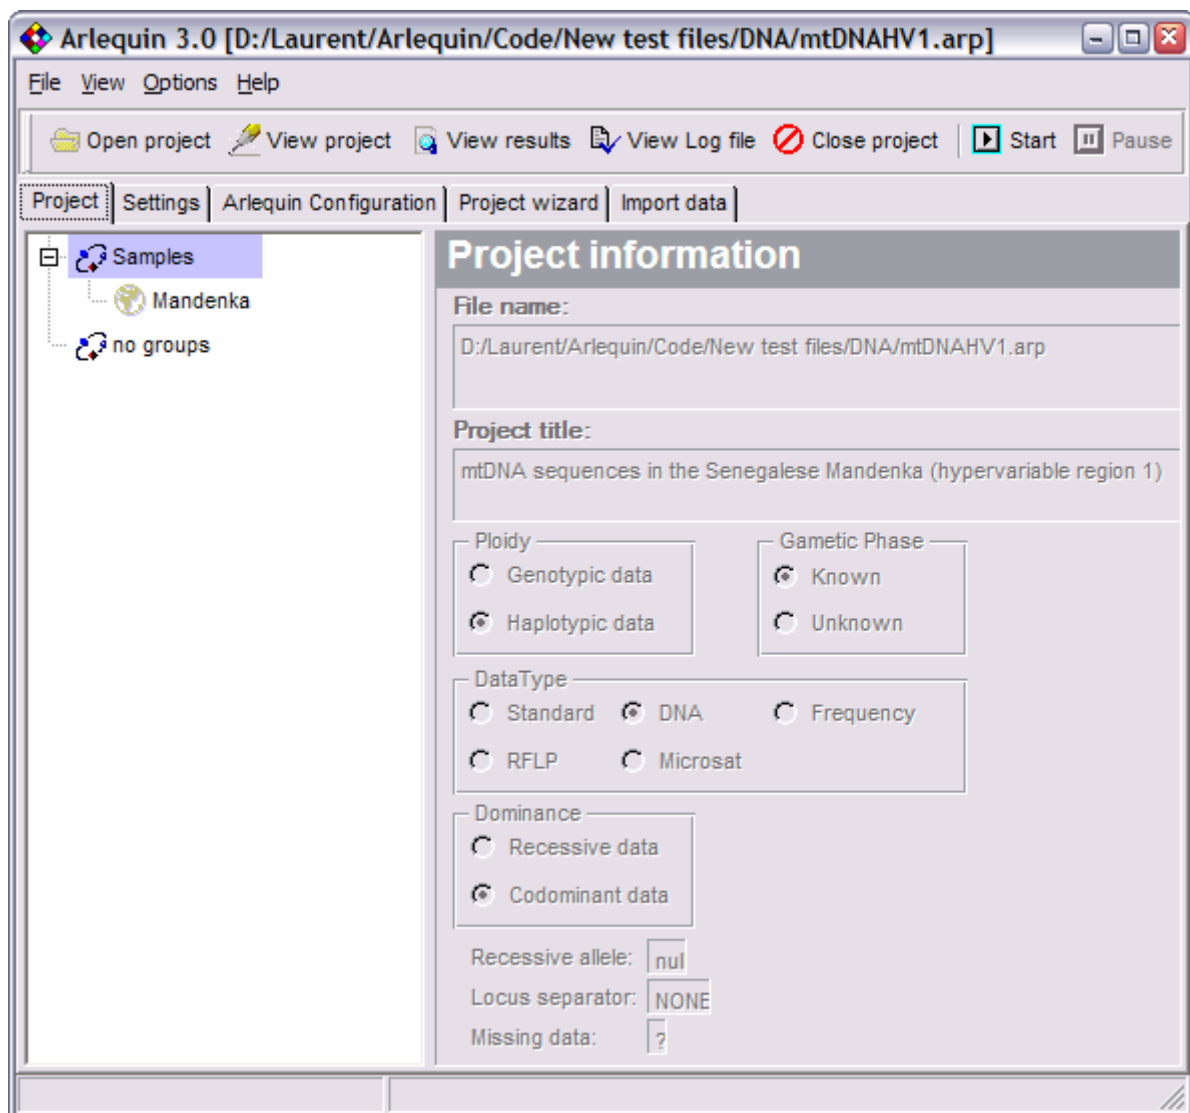 Arlequin 3.0 [D:/Laurent/Arlequin/Code/New test files/DNA/mtDNAHV1.arp]
File View Options Help
Open project View project View results View Log file Close project Start Pause
Project Settings Arlequin Configuration Project wizard Import data
Samples
Mandenka
no groups
Project information
File name:
D:/Laurent/Arlequin/Code/New test files/DNA/mtDNAHV1.arp
Project title:
mtDNA sequences in the Senegalese Mandenka (hypervariable region 1)
Ploidy
Genotypic data
Haplotypic data
Gametic Phase
Known
Unknown
DataType
Standard DNA Frequency
RFLP Microsat
Dominance
Recessive data
Codominant data
Recessive allele: nul
Locus separator: NONE
Missing data: ?